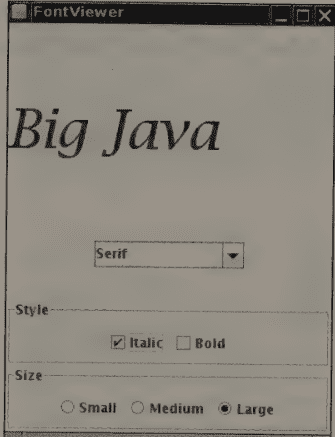 FontViewer
Big Java
Serif
Style
Italic Bold
Size
Small Medium Large